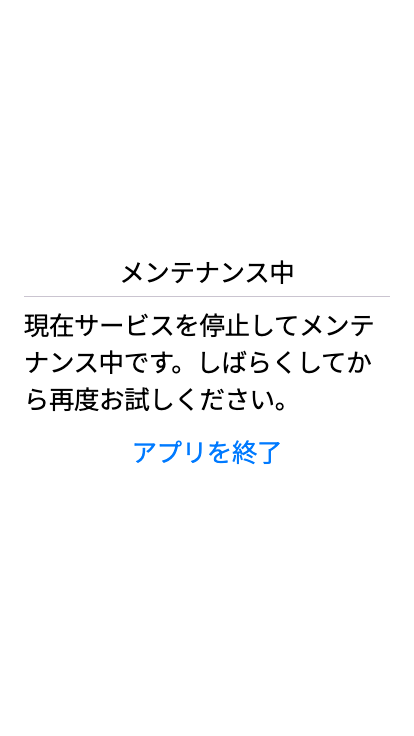 メンテナンス中
現在サービスを停止してメンテ
ナンス中です。しばらくしてか
ら再度お試しください。
アプリを終了